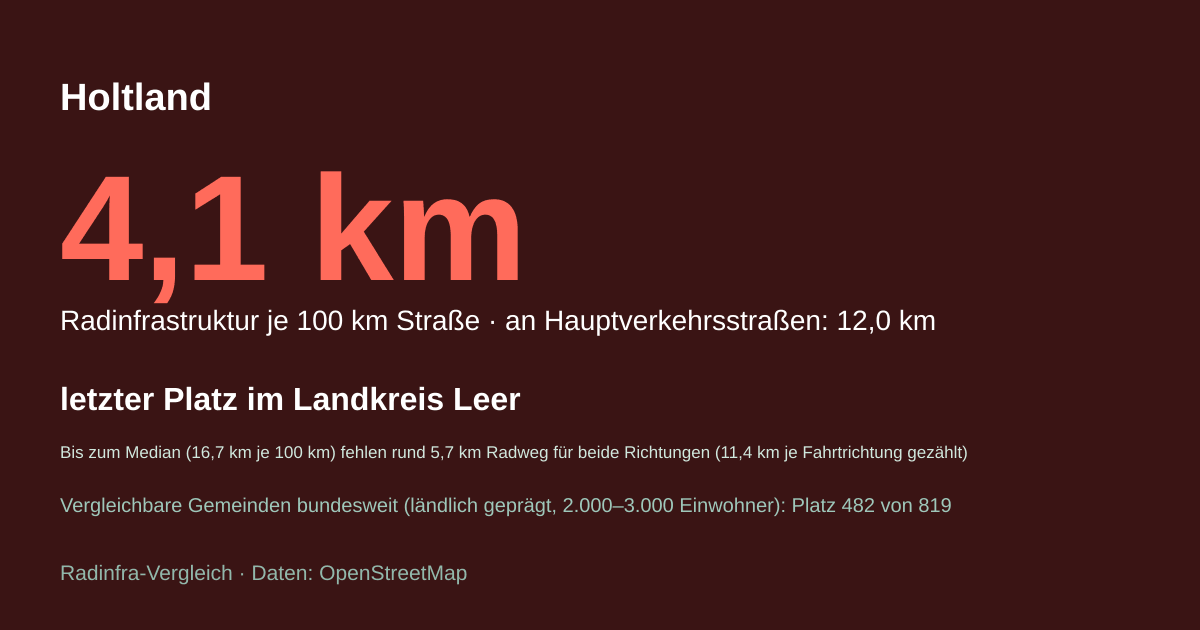 Holtland
4,1 km
Radinfrastruktur je 100 km Straße · an Hauptverkehrsstraßen: 12,0 km
letzter Platz im Landkreis Leer
Bis zum Median (16,7 km je 100 km) fehlen rund 5,7 km Radweg für beide Richtungen (11,4 km je Fahrtrichtung gezählt)
Vergleichbare Gemeinden bundesweit (ländlich geprägt, 2.000–3.000 Einwohner): Platz 482 von 819
Radinfra-Vergleich · Daten: OpenStreetMap